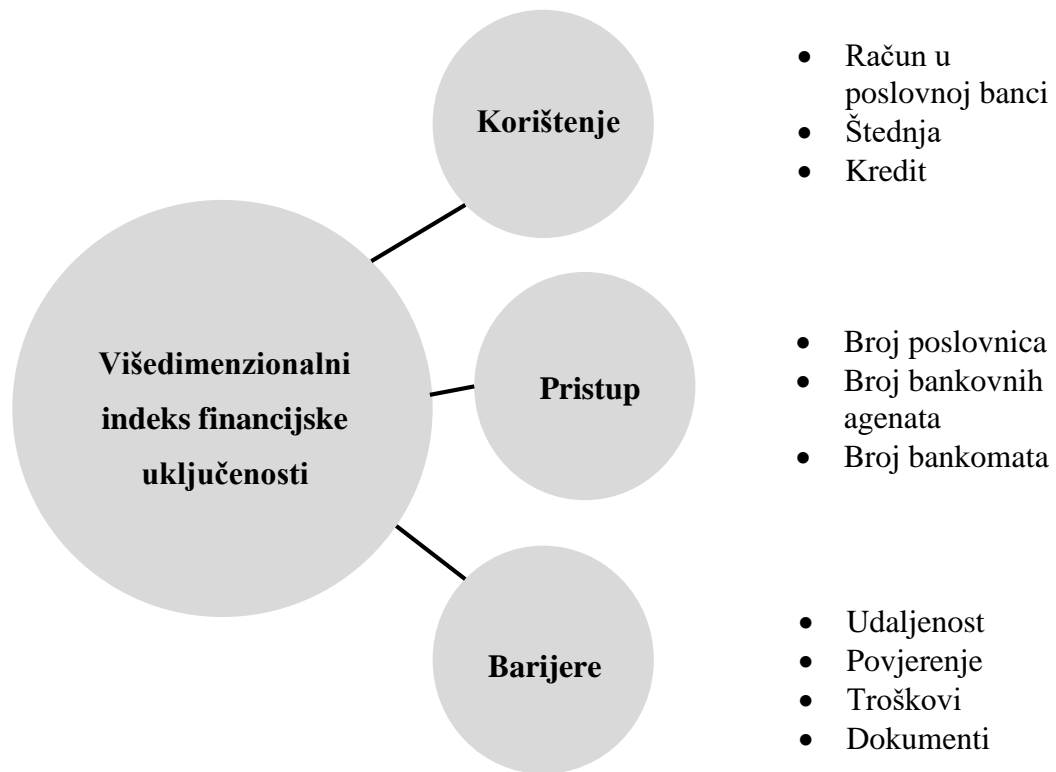 Korištenje
• Račun u
poslovnoj banci
• Štednja
• Kredit
Višedimenzionalni
indeks financijske
uključenosti
Pristup
• Broj poslovnica
• Broj bankovnih
agenata
• Broj bankomata
Barijere
• Udaljenost
• Povjerenje
• Troškovi
• Dokumenti